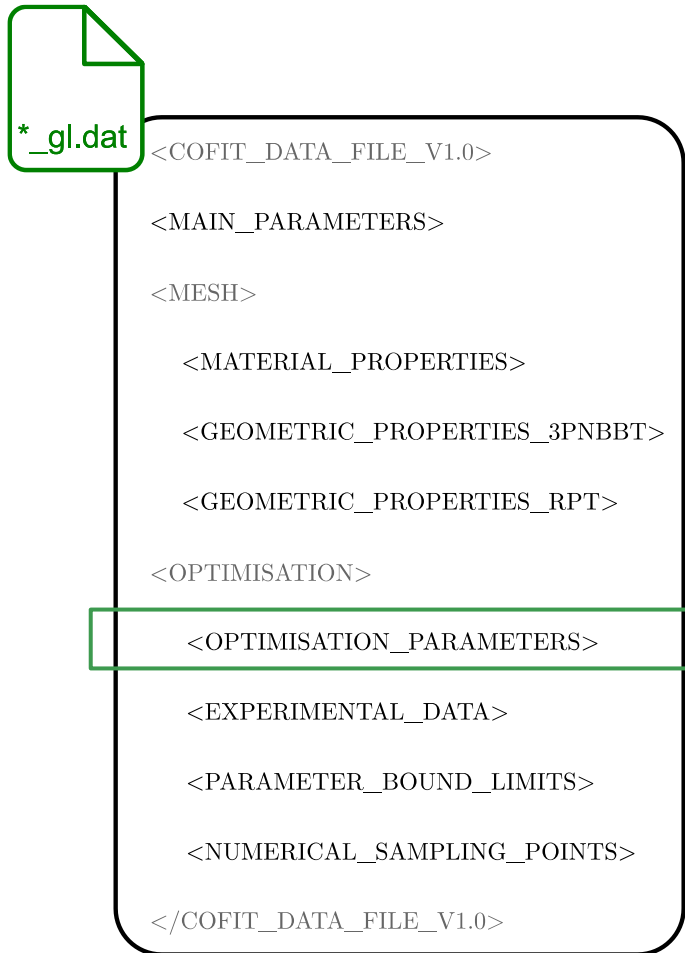 *_gl.dat
<COFIT_DATA_FILE_V1.0>
<MAIN_PARAMETERS>
<MESH>
<MATERIAL_PROPERTIES>
<GEOMETRIC_PROPERTIES_3PNBBT>
<GEOMETRIC_PROPERTIES_RPT>
<OPTIMISATION>
<OPTIMISATION_PARAMETERS>
<EXPERIMENTAL_DATA>
<PARAMETER_BOUND_LIMITS>
<NUMERICAL_SAMPLING_POINTS>
</COFIT_DATA_FILE_V1.0>